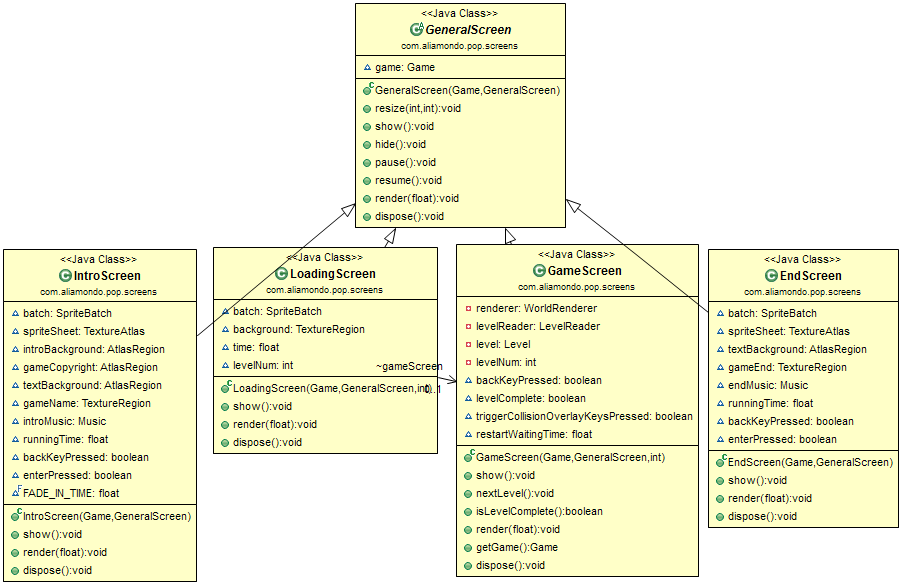 <<Java Class>>
GeneralScreen
com.aliamondo.pop.screens
game: Game
GeneralScreen(Game,GeneralScreen)
resize(int,int):void
show():void
hide():void
pause():void
resume():void
render(float):void
dispose():void
<<Java Class>>
IntroScreen
com.aliamondo.pop.screens
batch: SpriteBatch
spriteSheet: TextureAtlas
introBackground: AtlasRegion
gameCopyright: AtlasRegion
textBackground: AtlasRegion
gameName: TextureRegion
introMusic: Music
runningTime: float
backKeyPressed: boolean
enterPressed: boolean
FADE_IN_TIME: float
IntroScreen(Game,GeneralScreen)
show():void
render(float):void
dispose():void
<<Java Class>>
LoadingScreen
com.aliamondo.pop.screens
batch: SpriteBatch
background: TextureRegion
time: float
levelNum: int
LoadingScreen(Game,GeneralScreen,int)
show():void
render(float):void
dispose():void
~gameScreen
0..1
<<Java Class>>
GameScreen
com.aliamondo.pop.screens
renderer: WorldRenderer
levelReader: LevelReader
level: Level
levelNum: int
backKeyPressed: boolean
levelComplete: boolean
triggerCollisionOverlayKeysPressed: boolean
restartWaitingTime: float
GameScreen(Game,GeneralScreen,int)
show():void
nextLevel():void
isLevelComplete():boolean
render(float):void
getGame():Game
dispose():void
<<Java Class>>
EndScreen
com.aliamondo.pop.screens
batch: SpriteBatch
spriteSheet: TextureAtlas
textBackground: AtlasRegion
gameEnd: TextureRegion
endMusic: Music
runningTime: float
backKeyPressed: boolean
enterPressed: boolean
EndScreen(Game,GeneralScreen)
show():void
render(float):void
dispose():void